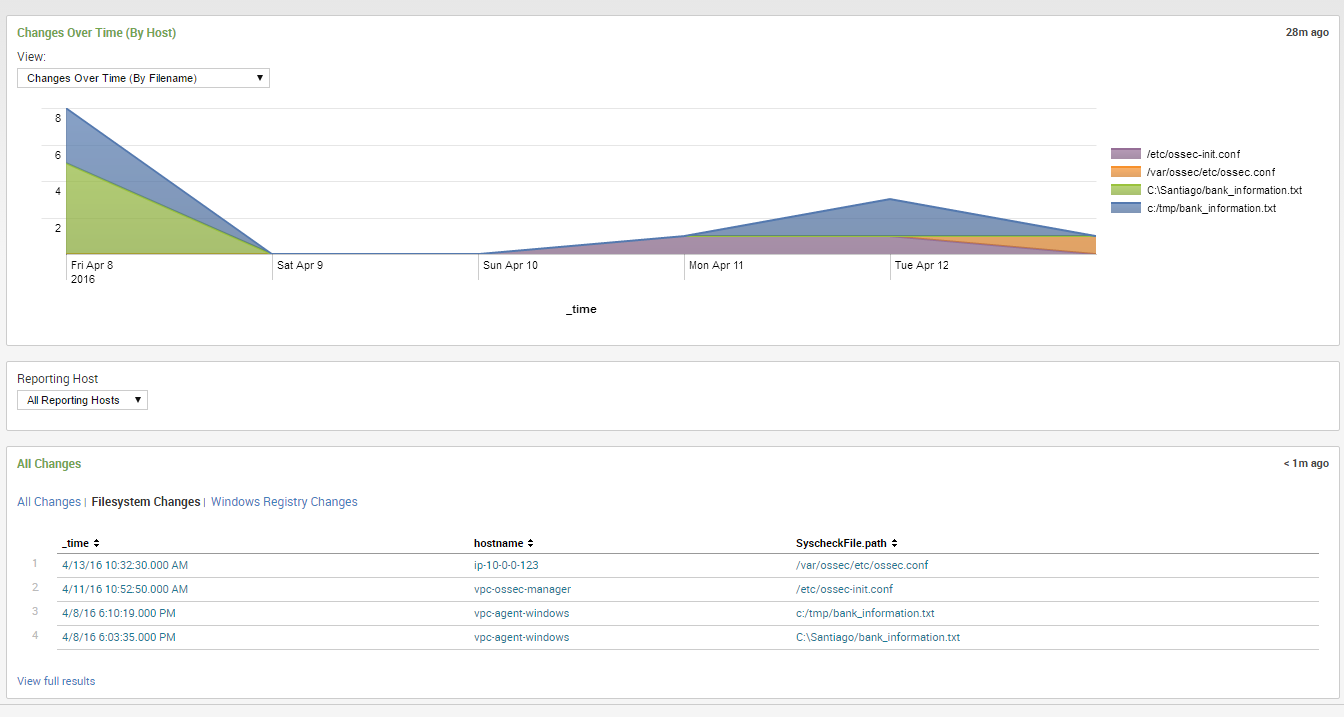 Changes Over Time (By Host) 28m ago
View:
Changes Over Time (By Filename) ▼
8
6
4
2
/etc/ossec-init.conf
/var/ossec/etc/ossec.conf
C:\Santiago/bank_information.txt
c:/tmp/bank_information.txt
Fri Apr 8 Sat Apr 9 Sun Apr 10 Mon Apr 11 Tue Apr 12
2016
_time
Reporting Host
All Reporting Hosts ▼
All Changes < 1m ago
All Changes | Filesystem Changes | Windows Registry Changes
_time hostname SyscheckFile.path
1 4/13/16 10:32:30.000 AM ip-10-0-0-123 /var/ossec/etc/ossec.conf
2 4/11/16 10:52:50.000 AM vpc-ossec-manager /etc/ossec-init.conf
3 4/8/16 6:10:19.000 PM vpc-agent-windows c:/tmp/bank_information.txt
4 4/8/16 6:03:35.000 PM vpc-agent-windows C:\Santiago/bank_information.txt
View full results